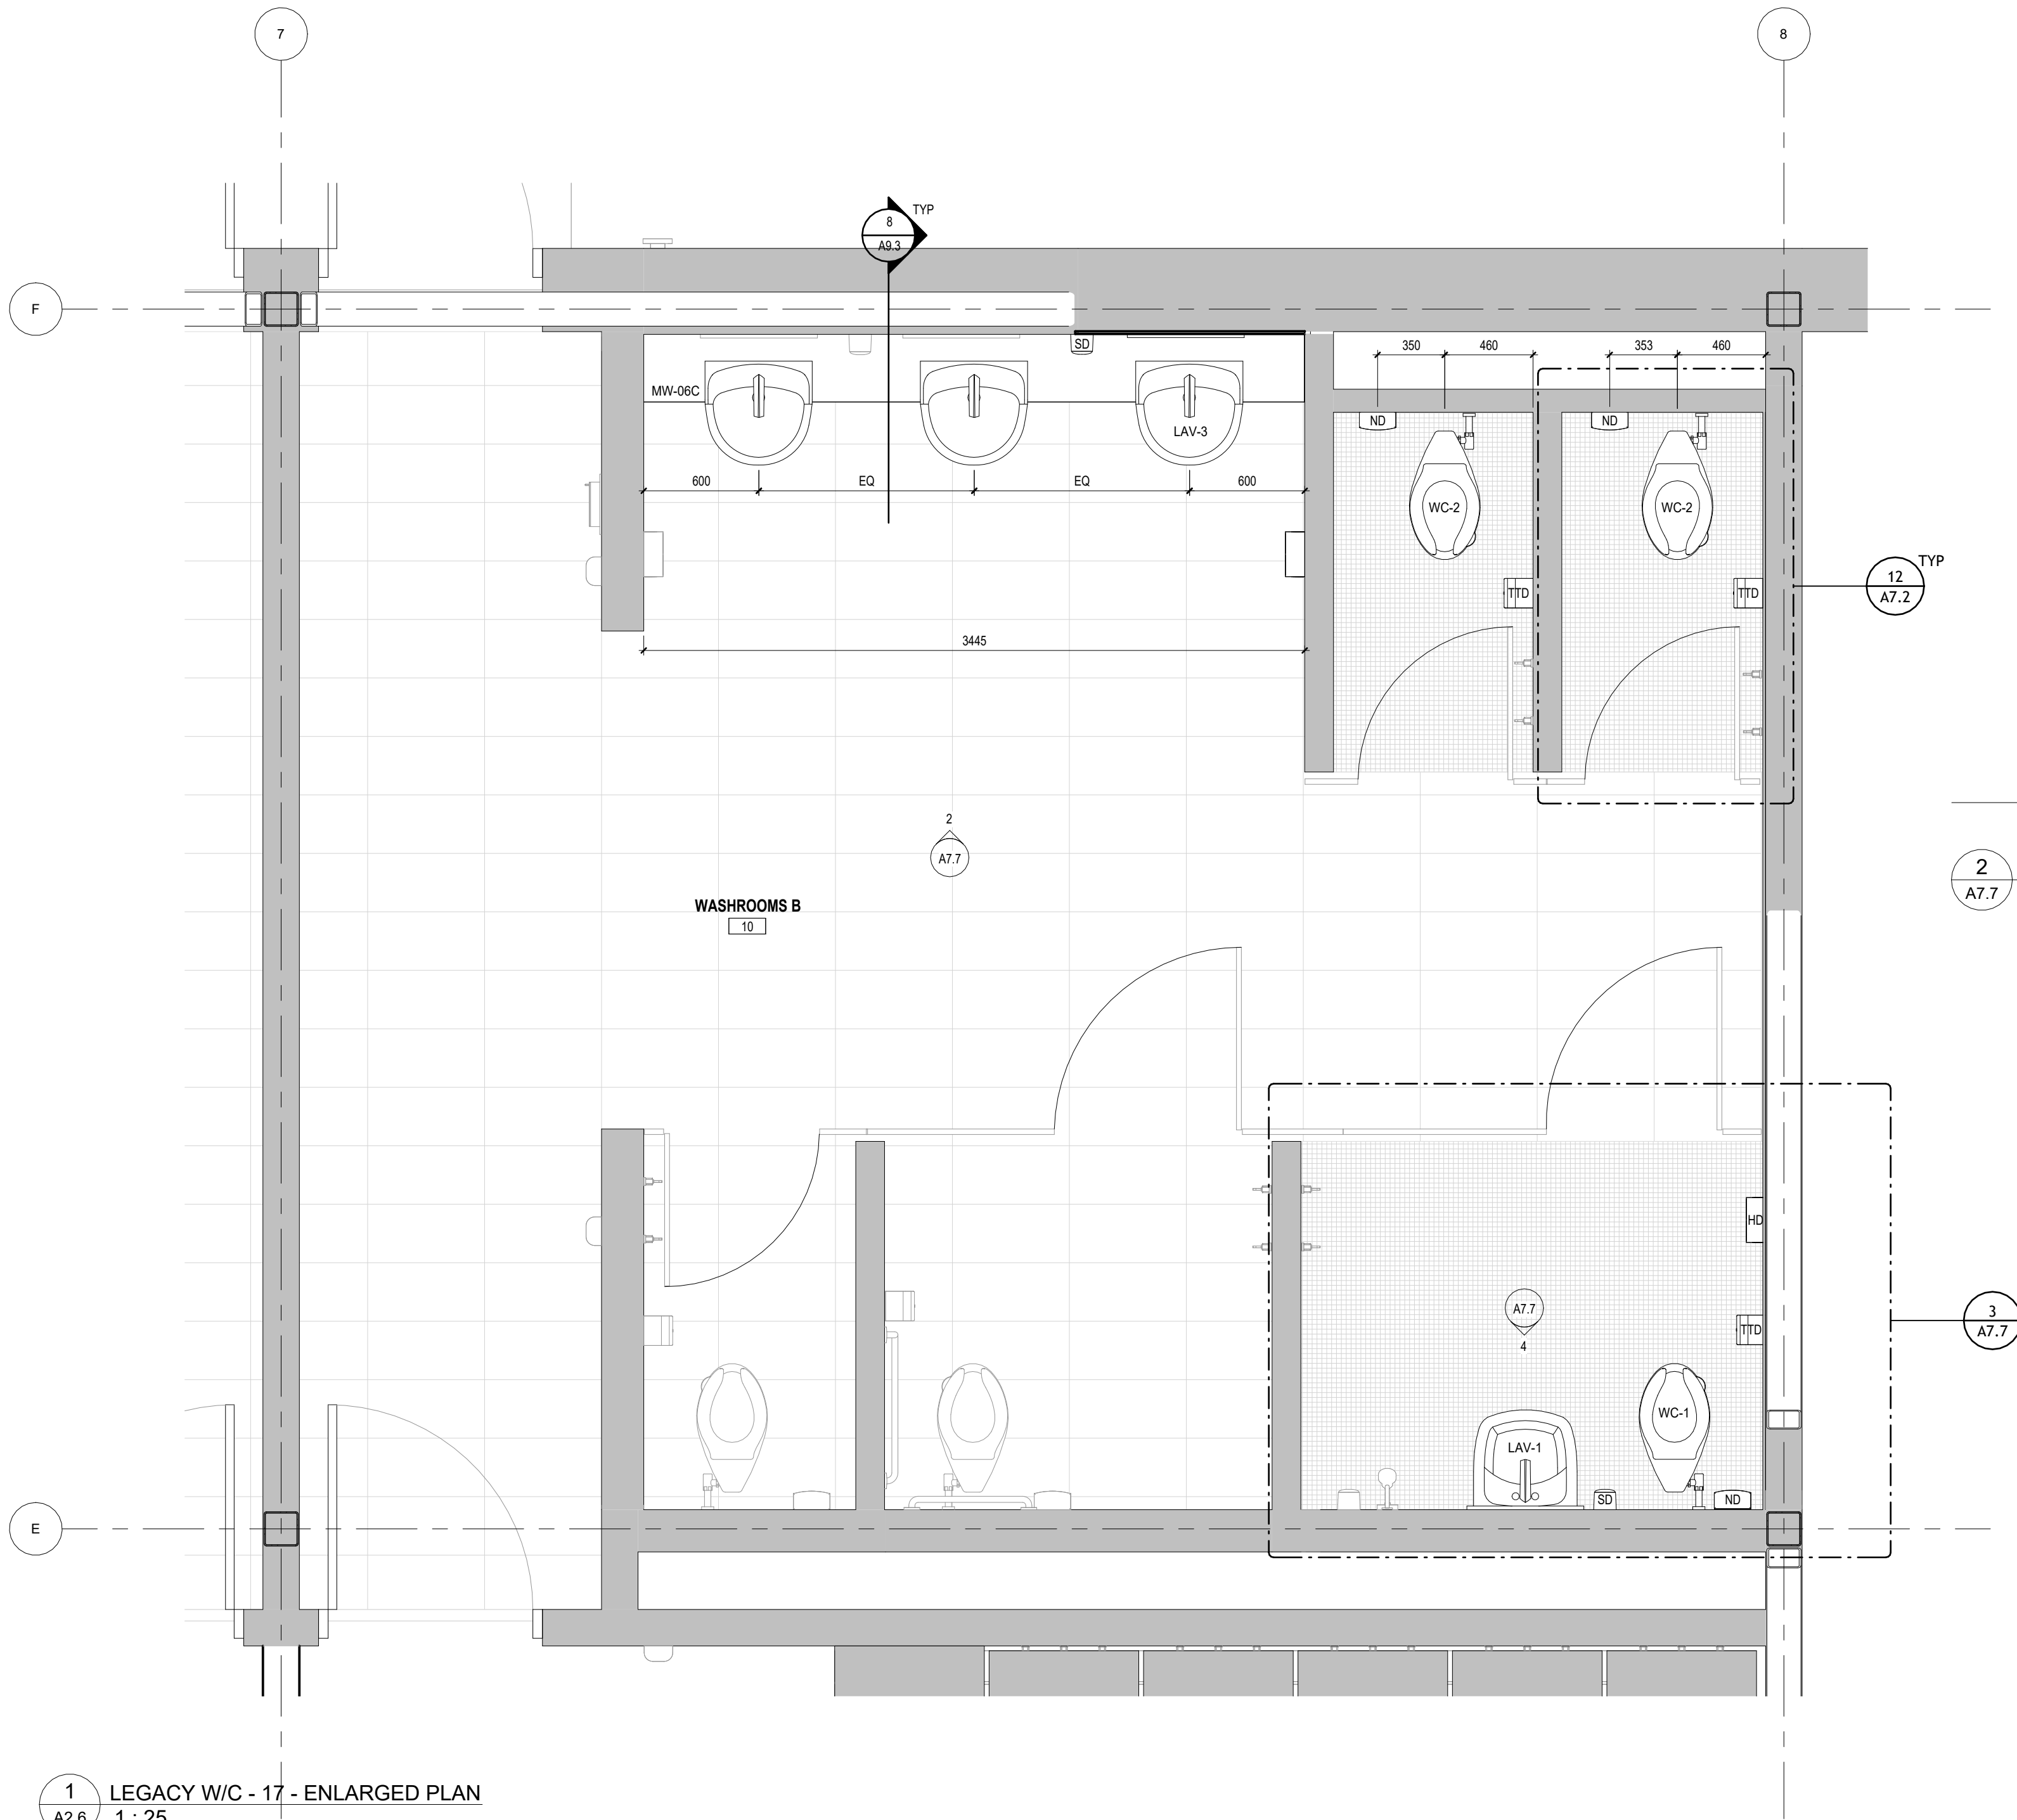 7
8
TYP
8
A9.3
F
SD
350
460
353
460
MW-06C
ND
ND
LAV-3
600
EQ
EQ
600
WC-2
WC-2
TYP
12
A7.2
TTD
TTD
3445
2
A7.7
2
A7.7
WASHROOMS B
10
HD
A7.7
4
TTD
3
A7.7
WC-1
LAV-1
SD
ND
E
1
LEGACY W/C - 17 - ENLARGED PLAN
A2.6
1 : 25